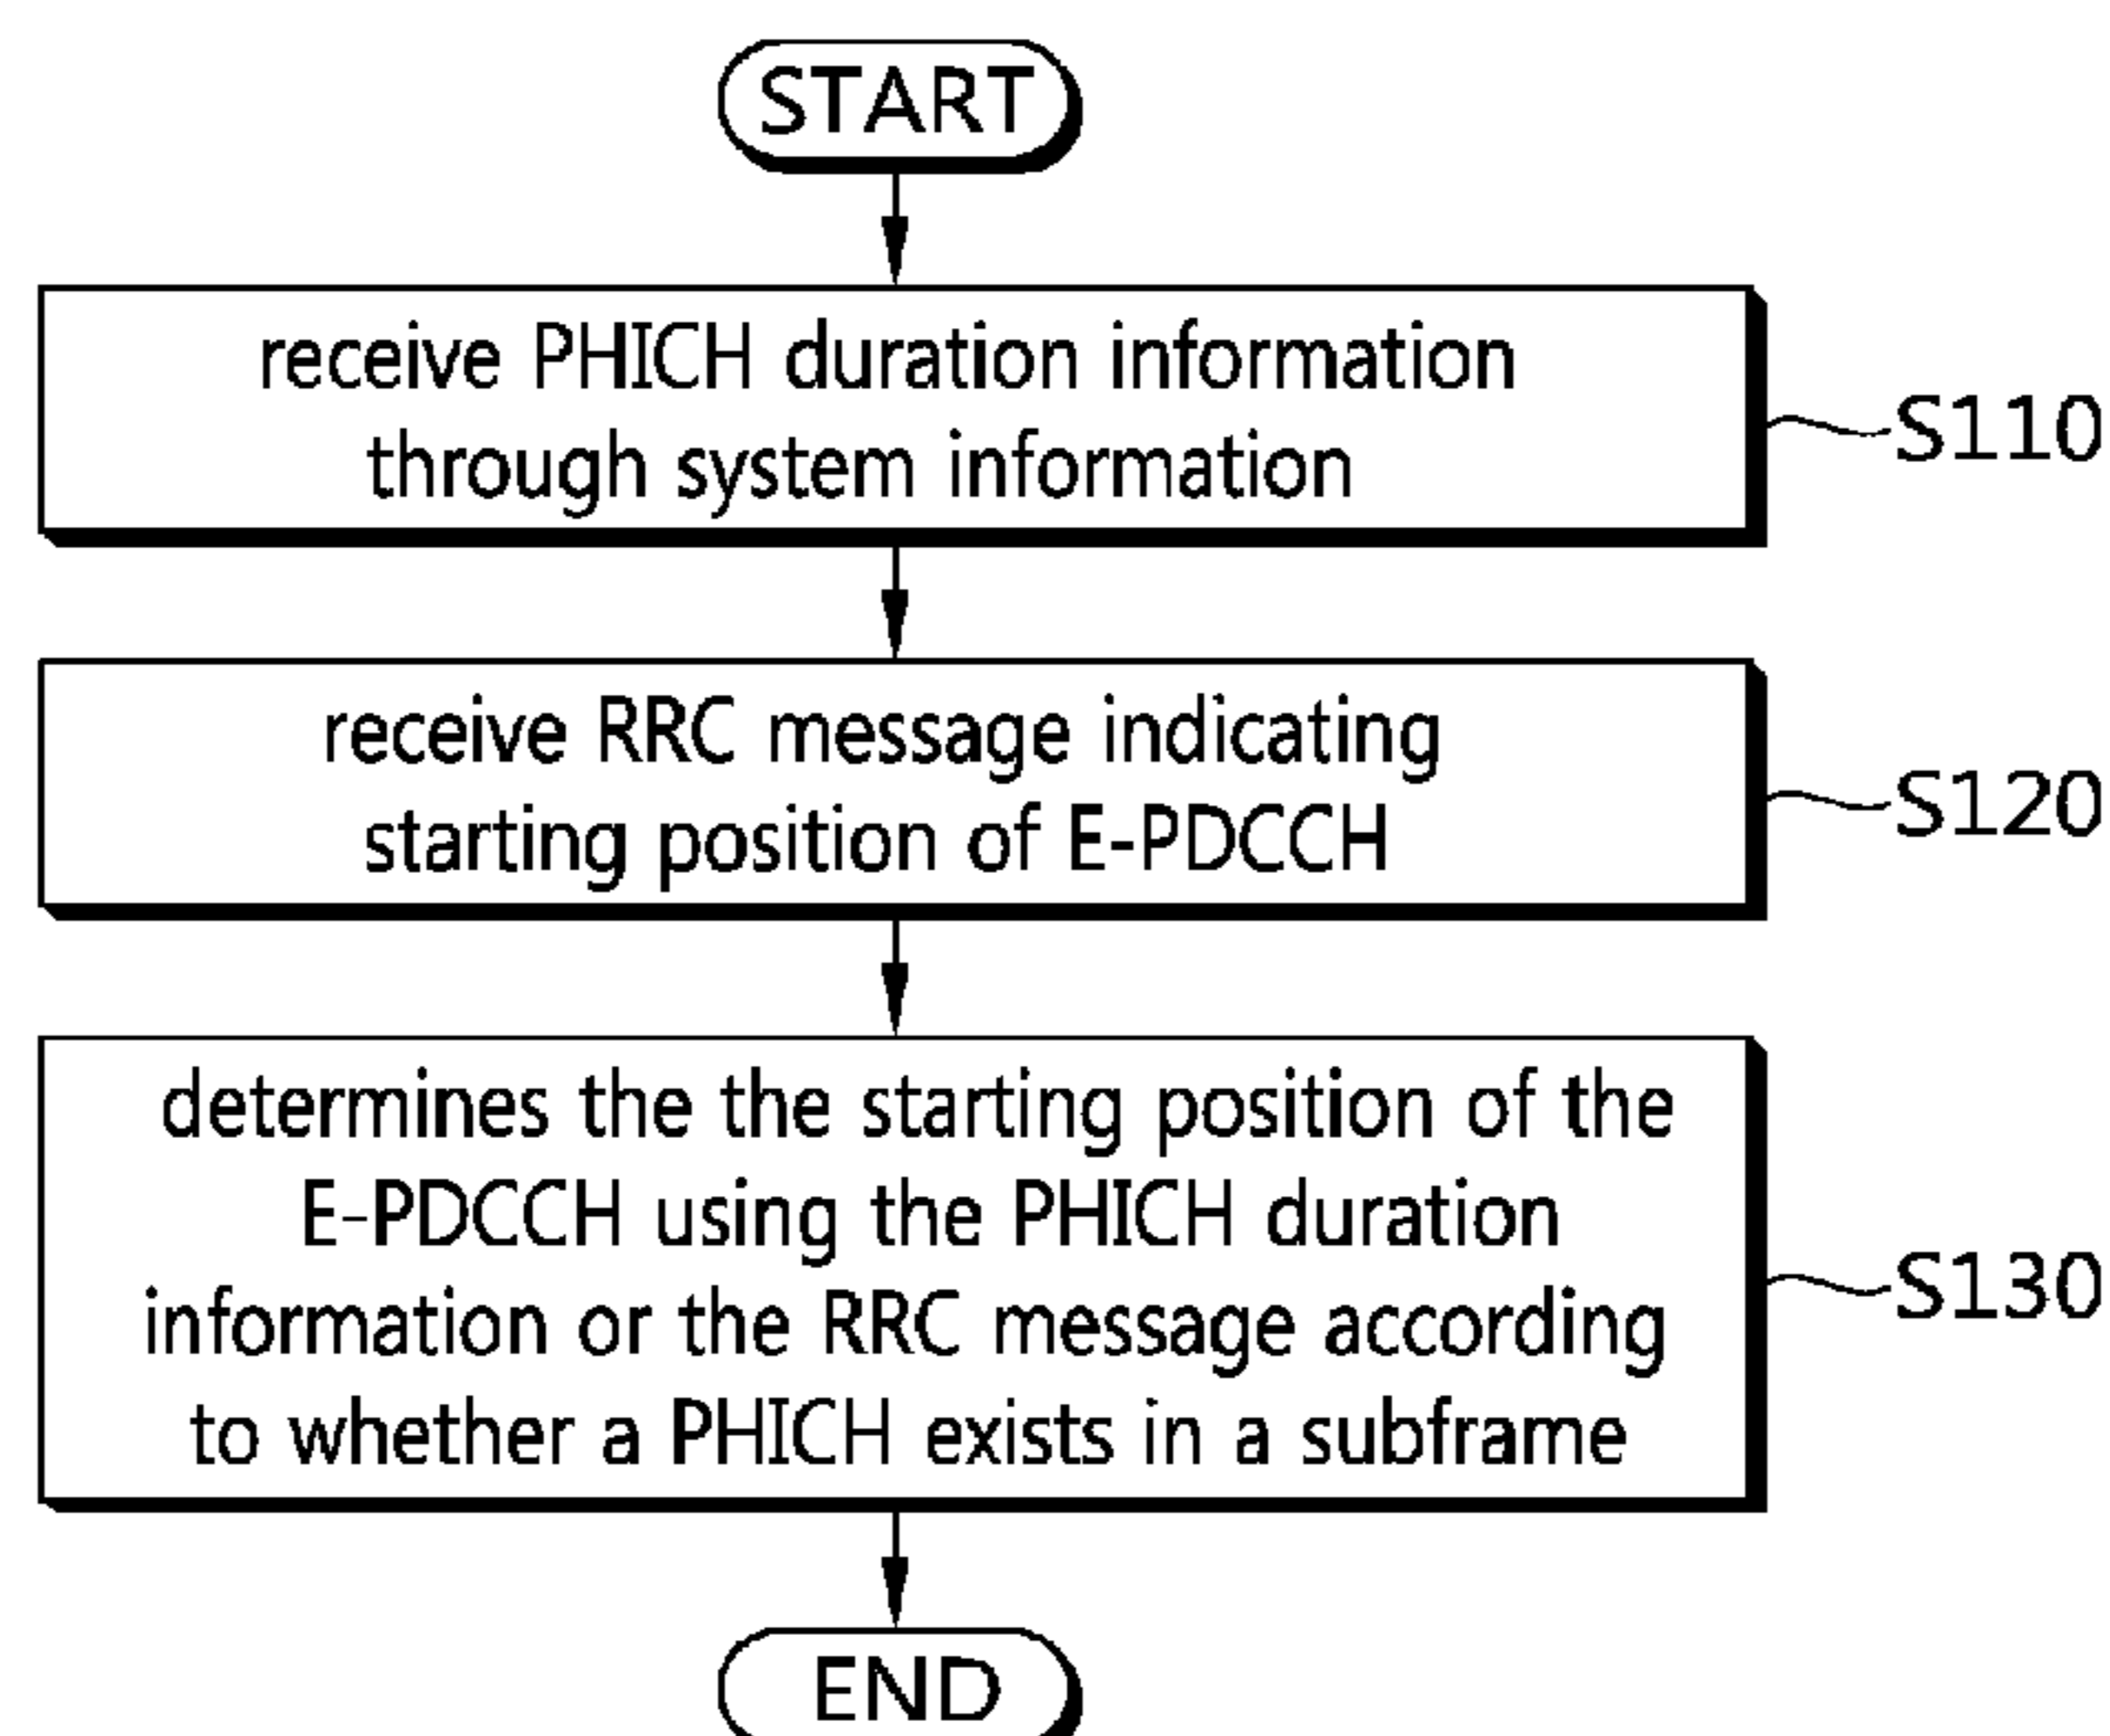 START
receive PHICH duration information
through system information
S110
receive RRC message indicating
starting position of E-PDCCH
S120
determines the the starting position of the
E-PDCCH using the PHICH duration
information or the RRC message according
to whether a PHICH exists in a subframe
S130
END